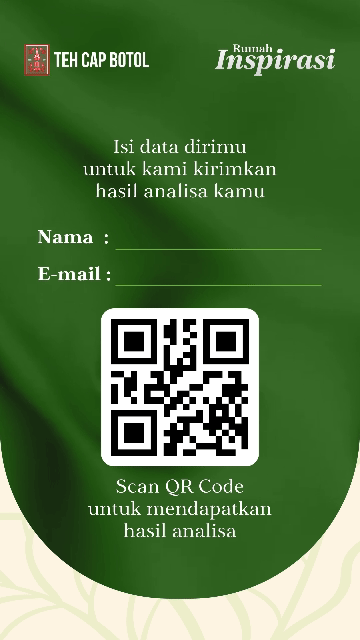 TEH CAP BOTOL
Rumah
Inspirasi
Isi data dirimu
untuk kami kirimkan
hasil analisa kamu
Nama :
E-mail :
Scan QR Code
untuk mendapatkan
hasil analisa